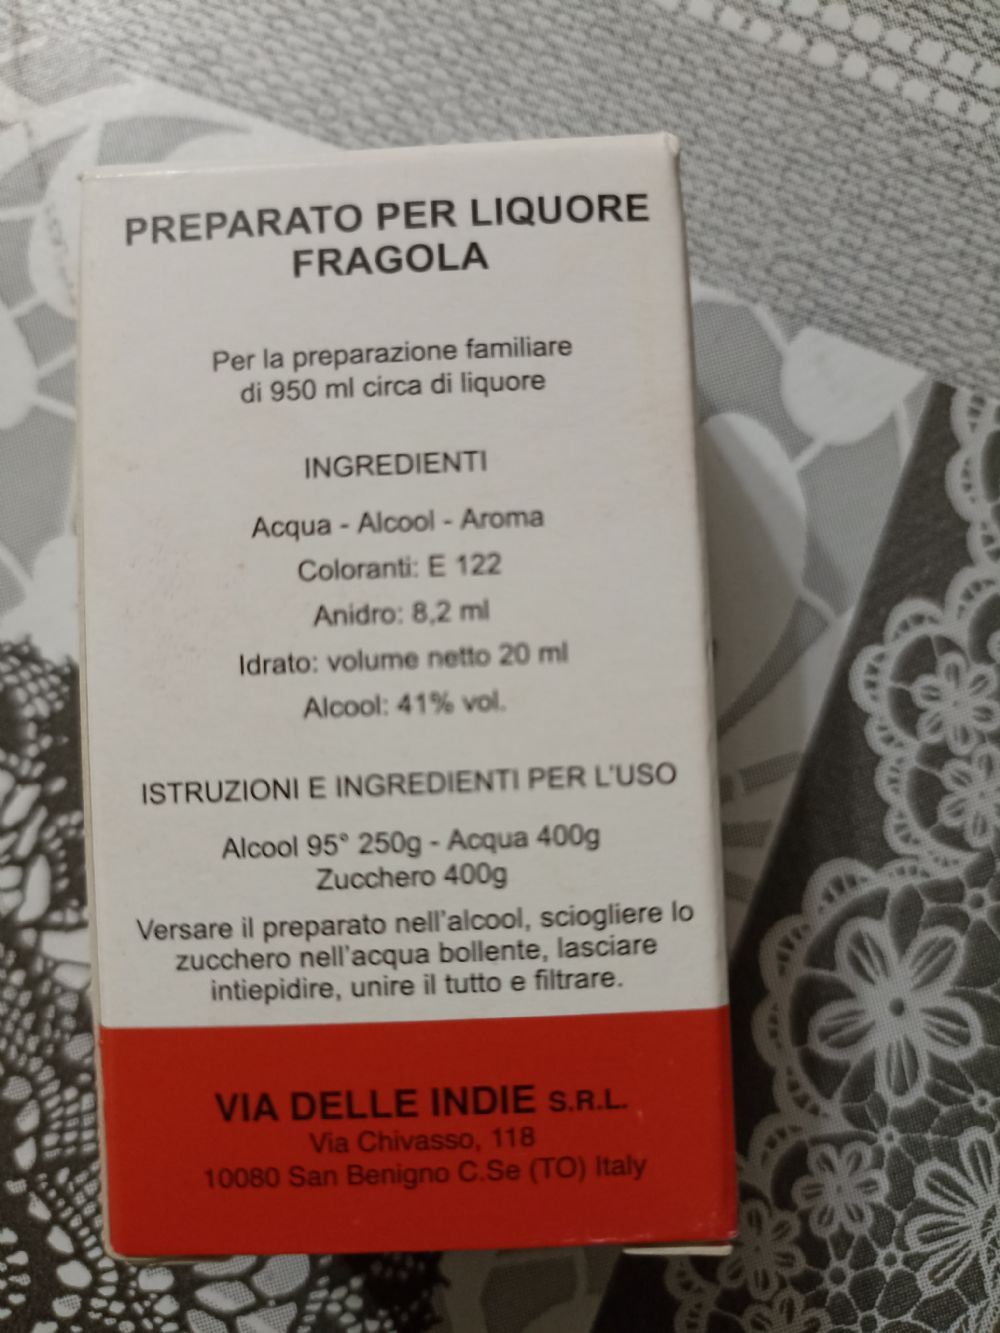 PREPARATO PER LIQUORE
FRAGOLA
Per la preparazione familiare
di 950 ml circa di liquore
INGREDIENTI
Acqua - Alcool - Aroma
Coloranti: E 122
Anidro: 8,2 ml
Idrato: volume netto 20 ml
Alcool: 41% vol.
ISTRUZIONI E INGREDIENTI PER L'USO
Alcool 95° 250g - Acqua 400g
Zucchero 400g
Versare il preparato nell'alcool, sciogliere lo
zucchero nell'acqua bollente, lasciare
intiepidire, unire il tutto e filtrare.
VIA DELLE INDIE S.R.L.
Via Chivasso, 118
10080 San Benigno C.Se (TO) Italy